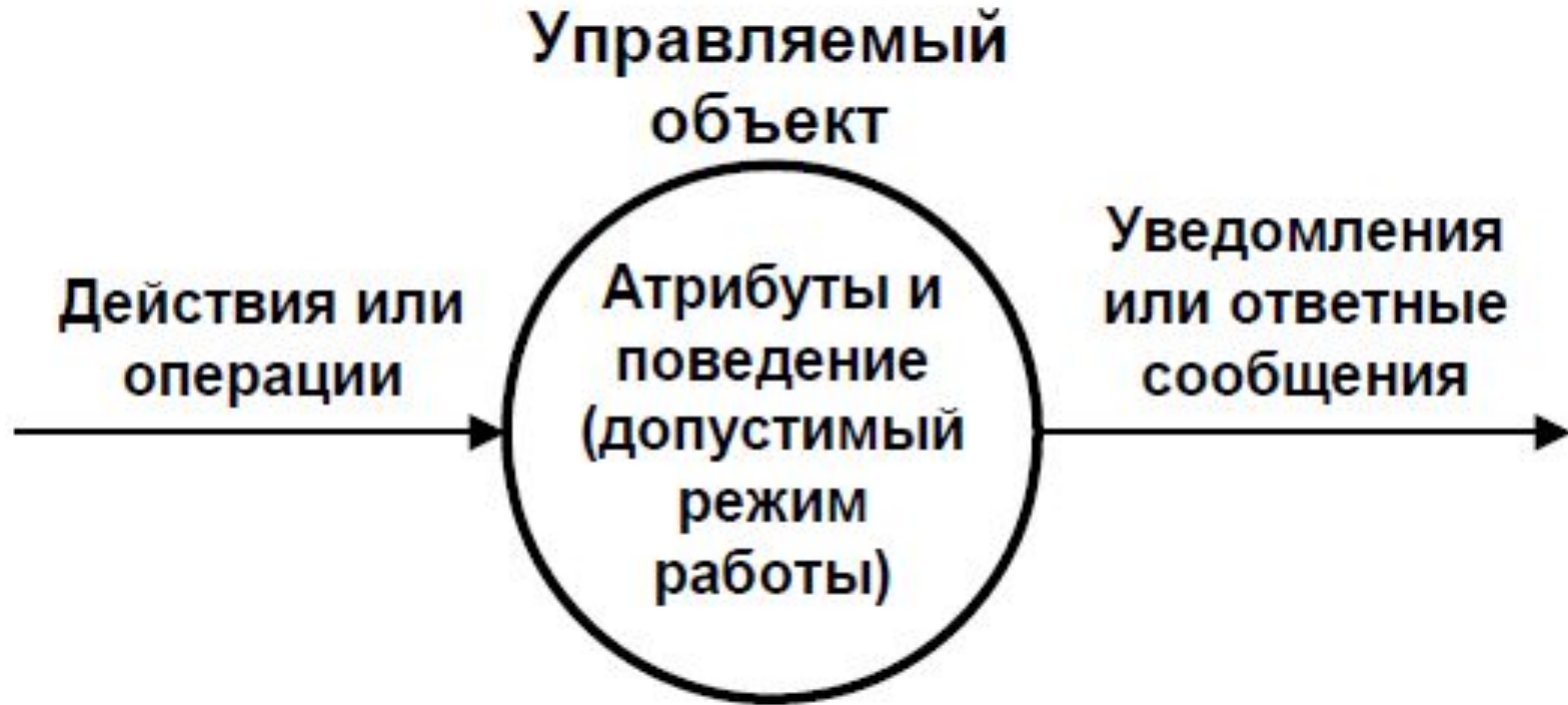 Управляемый
объект
Действия или
операции
Атрибуты и
поведение
(допустимый
режим
работы)
Уведомления
или ответные
сообщения